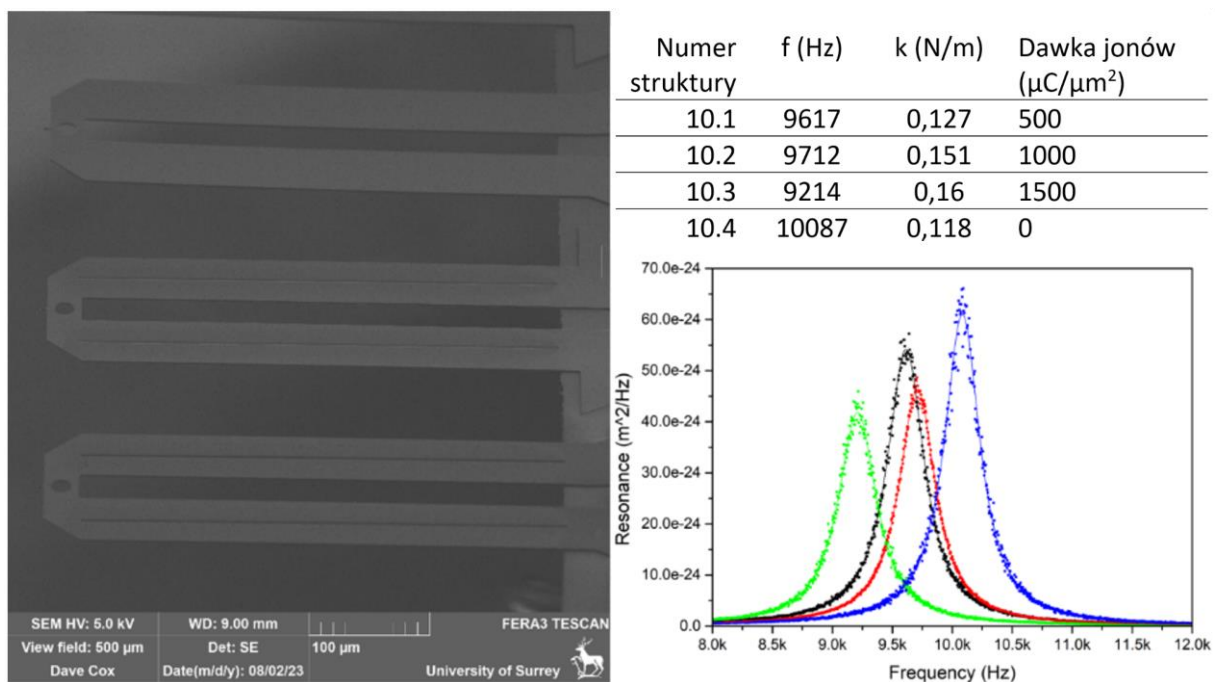 Numer struktury f (Hz) k (N/m) Dawka jonów (µC/µm²)
10.1 9617 0,127 500
10.2 9712 0,151 1000
10.3 9214 0,16 1500
10.4 10087 0,118 0
70.0e-24
60.0e-24
50.0e-24
40.0e-24
30.0e-24
20.0e-24
10.0e-24
0.0
Resonance (m^2/Hz)
8.0k 8.5k 9.0k 9.5k 10.0k 10.5k 11.0k 11.5k 12.0k
Frequency (Hz)
SEM HV: 5.0 kV WD: 9.00 mm FERA3 TESCAN
View field: 500 µm Det: SE 100 µm
Dave Cox Date(m/d/y): 08/02/23 University of Surrey